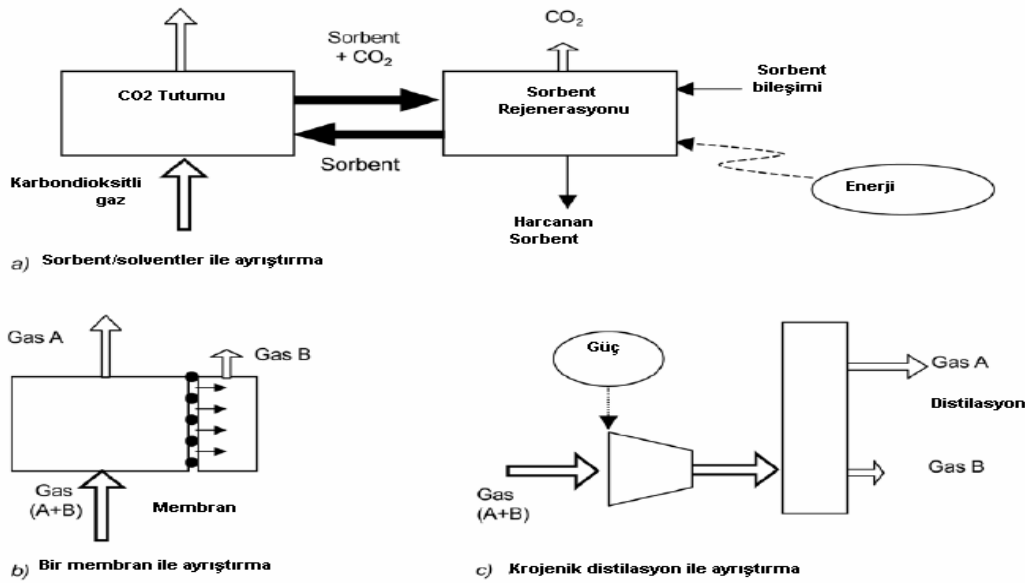 CO2
Sorbent
+ CO2
CO2 Tutumu
Sorbent
Rejenerasyonu
Sorbent
bileşimi
Sorbent
Karbondioksitli
gaz
Enerji
Harcanan
Sorbent
a) Sorbent/solventler ile ayrıştırma
Gas A
Gas B
Gas
(A+B)
Membran
b) Bir membran ile ayrıştırma
Güç
Gas A
Distilasyon
Gas B
Gas
(A+B)
c) Krojenik distilasyon ile ayrıştırma